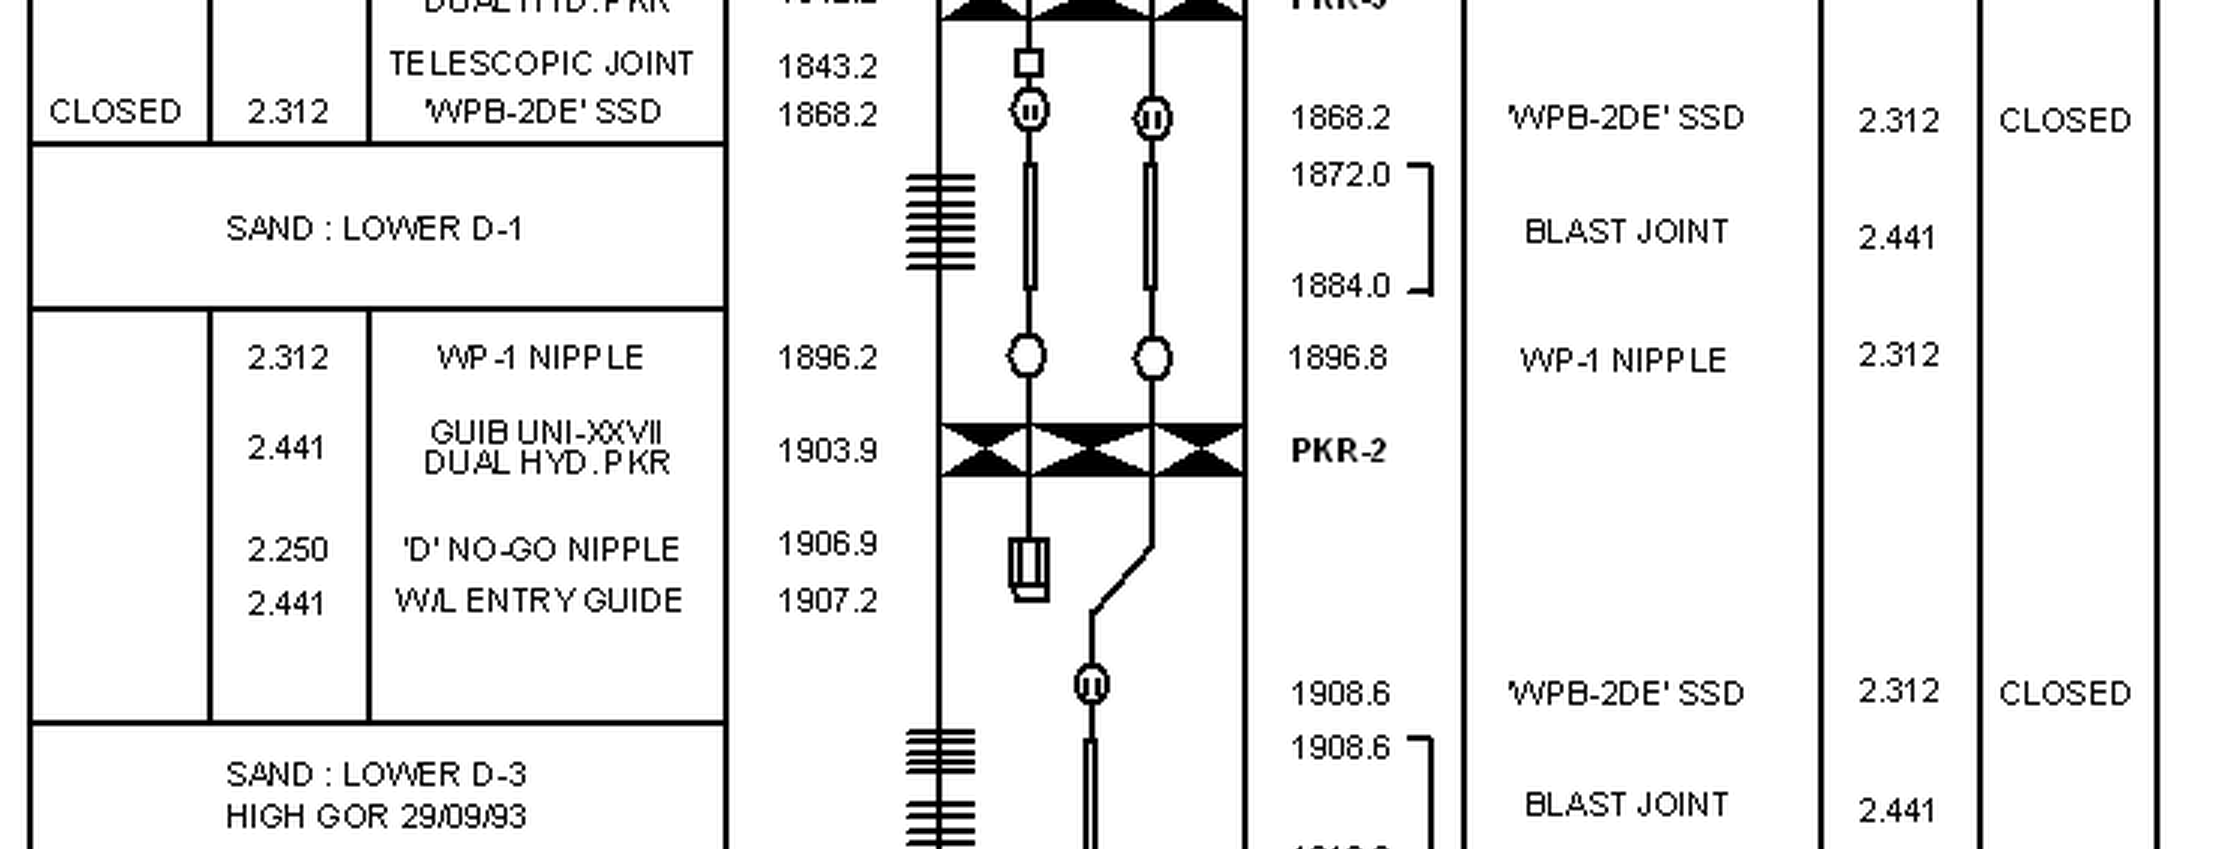 DUAL HYD. PKR
TELESCOPIC JOINT 1843.2
CLOSED 2.312 'WPB-2DE' SSD 1868.2 1868.2 'WPB-2DE' SSD 2.312 CLOSED
1872.0
SAND : LOWER D-1 BLAST JOINT 2.441
1884.0
2.312 WP-1 NIPPLE 1896.2 1896.8 WP-1 NIPPLE 2.312
GUIB UNI-XXVII
2.441 DUAL HYD. PKR 1903.9 PKR-2
2.250 'D' NO-GO NIPPLE 1906.9
2.441 W/L ENTRY GUIDE 1907.2
1908.6 'WPB-2DE' SSD 2.312 CLOSED
1908.6
SAND : LOWER D-3
BLAST JOINT 2.441
HIGH GOR 29/09/93